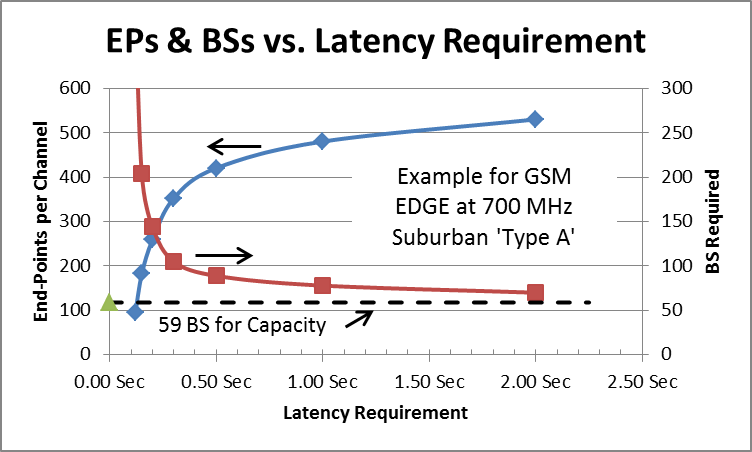 EPs & BSs vs. Latency Requirement
600
500
400
300
200
100
0
End-Points per Channel
300
250
200
150
100
50
0
BS Required
Example for GSM
EDGE at 700 MHz
Suburban 'Type A'
59 BS for Capacity
0.00 Sec
0.50 Sec
1.00 Sec
1.50 Sec
2.00 Sec
2.50 Sec
Latency Requirement